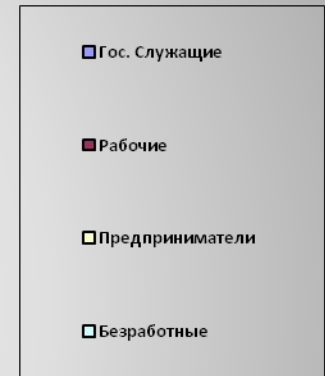 Гос. Служащие
Рабочие
Предприниматели
Безработные